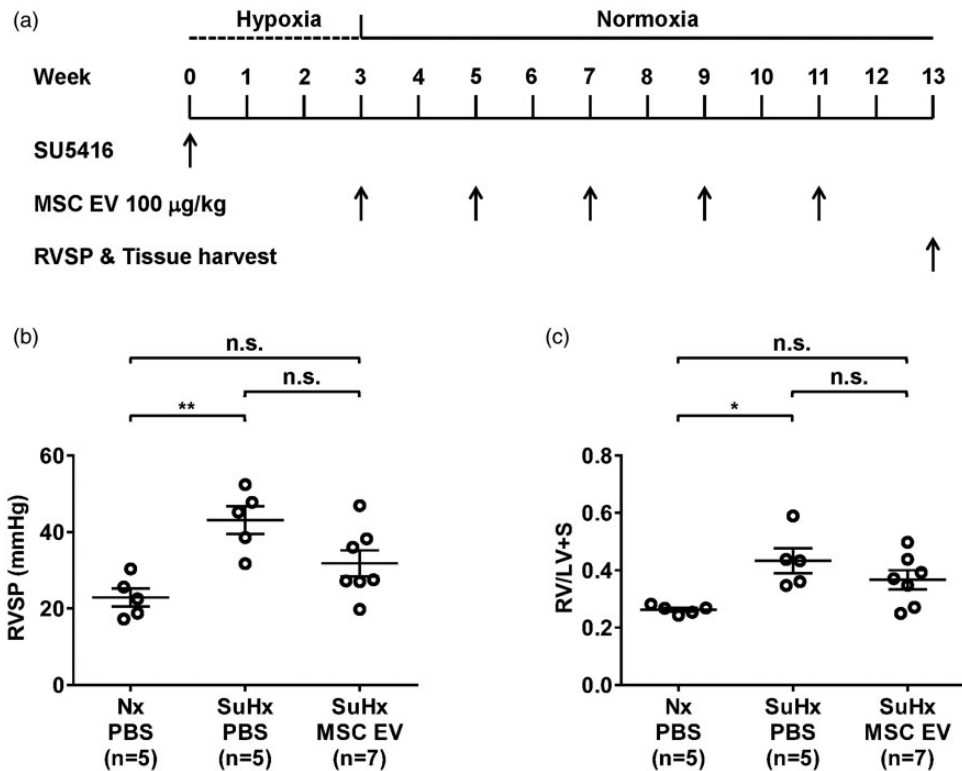 (a)
Hypoxia Normoxia
Week 0 1 2 3 4 5 6 7 8 9 10 11 12 13
SU5416
MSC EV 100 μg/kg
RVSP & Tissue harvest
(b)
n.s.
n.s.
**
RVSP (mmHg)
60
40
20
0
Nx PBS (n=5)
SuHx PBS (n=5)
SuHx MSC EV (n=7)
(c)
n.s.
n.s.
*
RV/LV+S
0.8
0.6
0.4
0.2
0.0
Nx PBS (n=5)
SuHx PBS (n=5)
SuHx MSC EV (n=7)